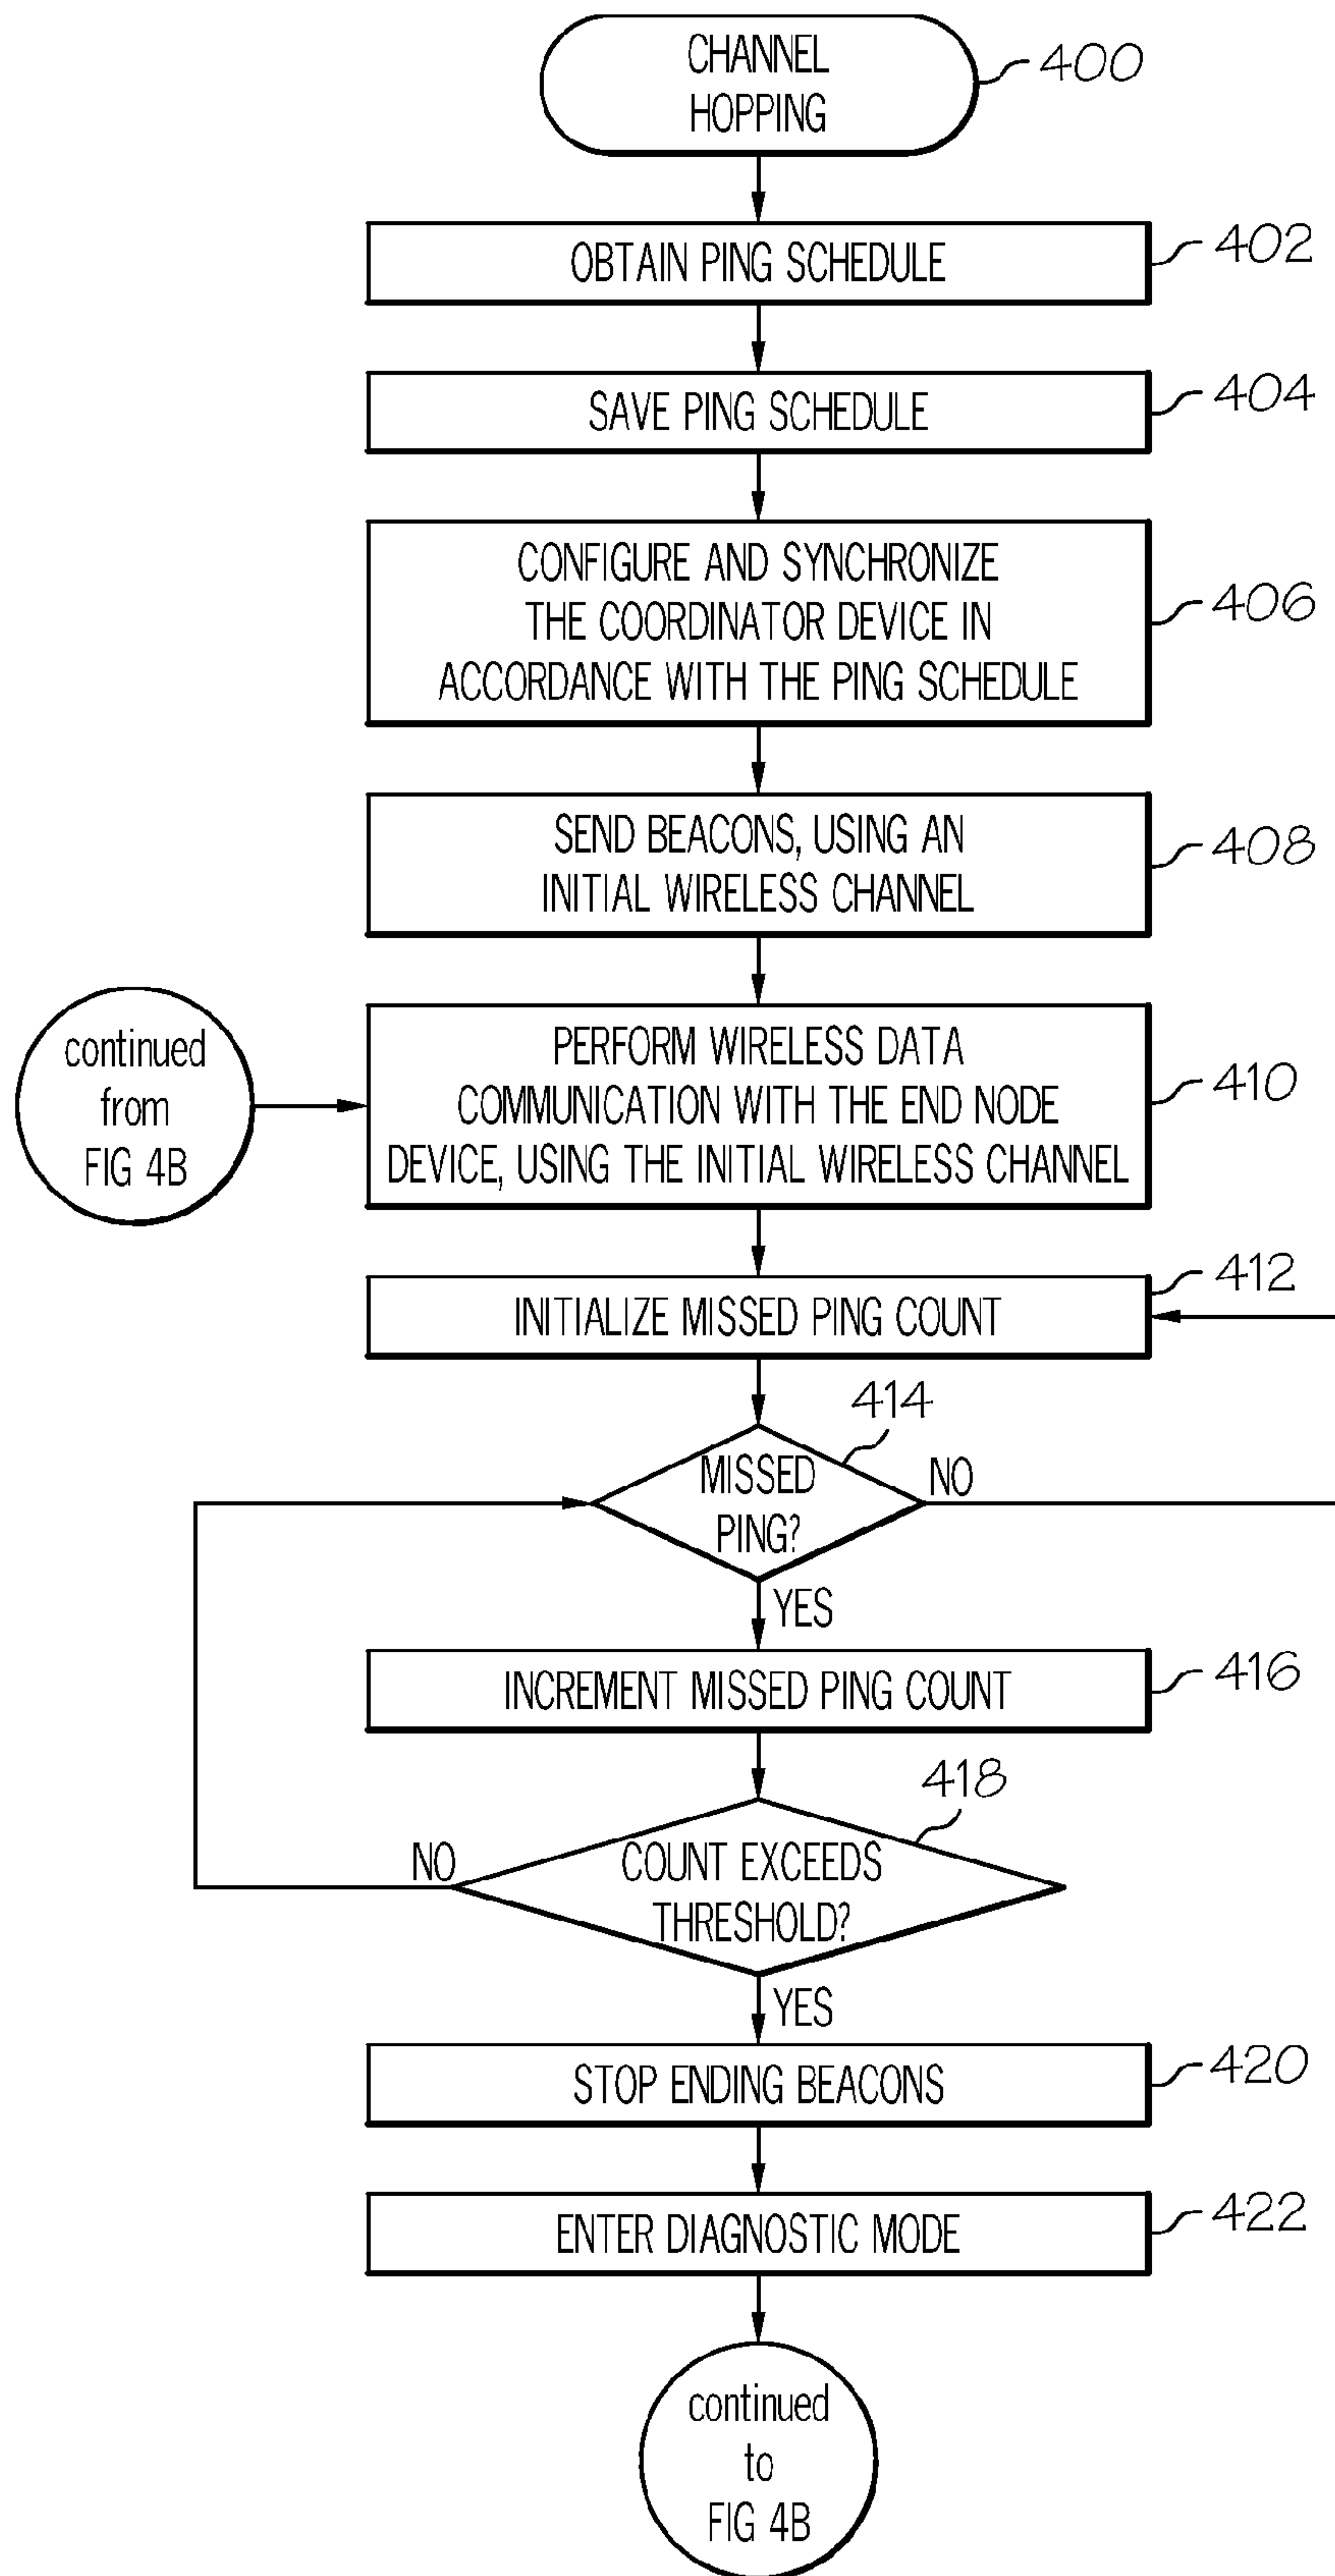 CHANNEL
HOPPING
400
OBTAIN PING SCHEDULE
402
SAVE PING SCHEDULE
404
CONFIGURE AND SYNCHRONIZE
THE COORDINATOR DEVICE IN
ACCORDANCE WITH THE PING SCHEDULE
406
SEND BEACONS, USING AN
INITIAL WIRELESS CHANNEL
408
continued
from
FIG 4B
PERFORM WIRELESS DATA
COMMUNICATION WITH THE END NODE
DEVICE, USING THE INITIAL WIRELESS CHANNEL
410
INITIALIZE MISSED PING COUNT
412
414
MISSED
PING?
NO
YES
INCREMENT MISSED PING COUNT
416
418
NO
COUNT EXCEEDS
THRESHOLD?
YES
STOP ENDING BEACONS
420
ENTER DIAGNOSTIC MODE
422
continued
to
FIG 4B